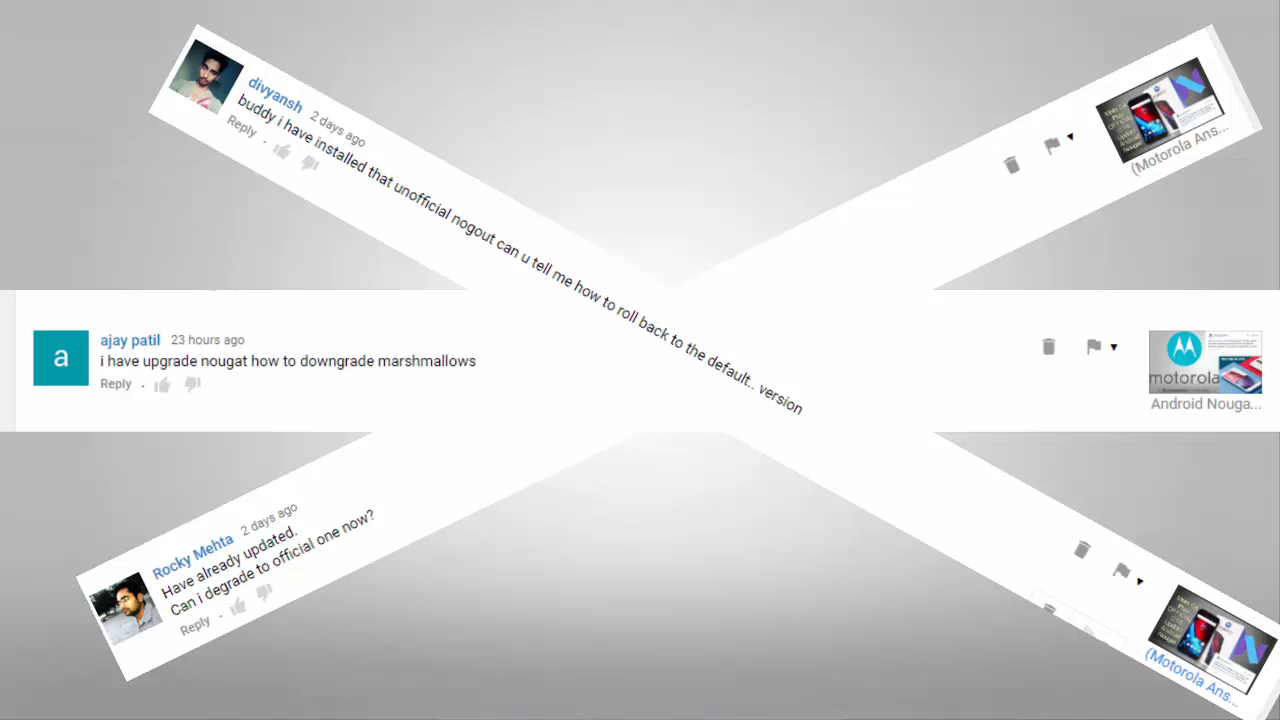 divyansh 2 days ago
buddy i have installed that unofficial nogout can u tell me how to roll back to the default.. version
Reply
(Motorola Ans...
a
ajay patil 23 hours ago
i have upgrade nougat how to downgrade marshmallows
Reply
motorola
Android Nouga...
Rocky Mehta 2 days ago
Have already updated.
Can i degrade to official one now?
Reply
(Motorola Ans...